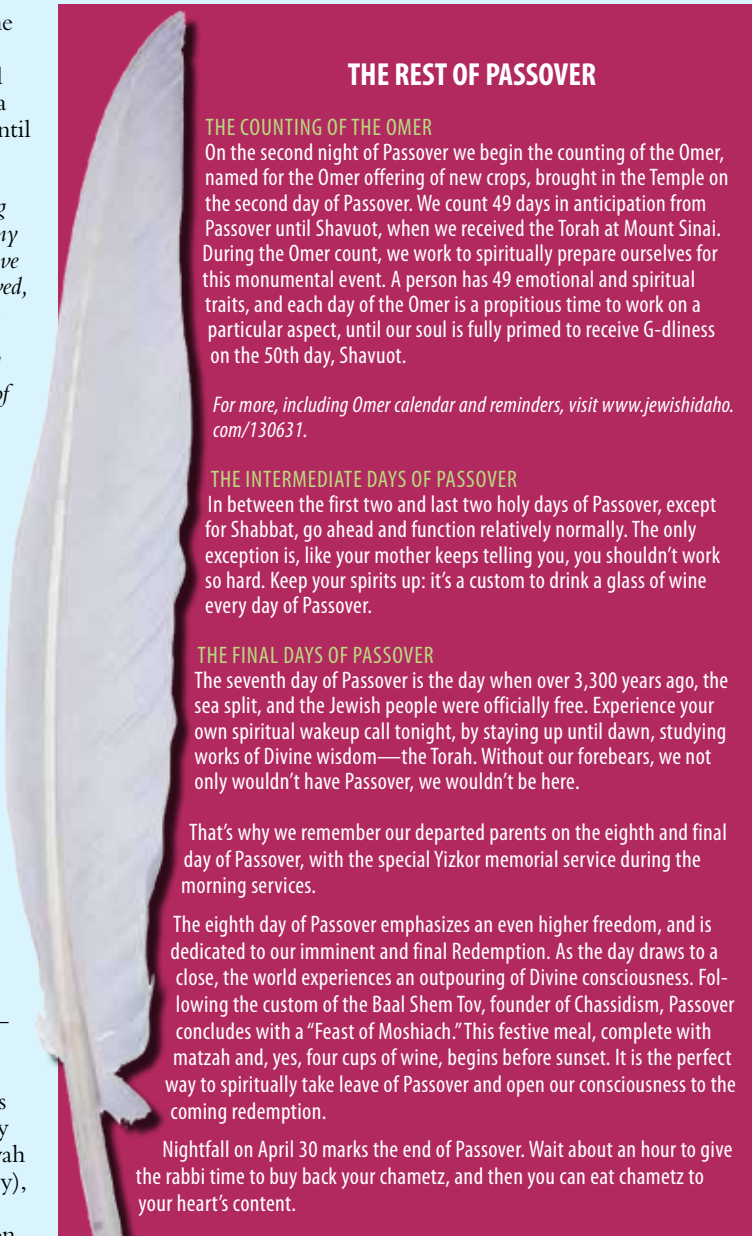 ntil
ved,
of
y),
THE REST OF PASSOVER
THE COUNTING OF THE OMER
On the second night of Passover we begin the counting of the Omer,
named for the Omer offering of new crops, brought in the Temple on
the second day of Passover. We count 49 days in anticipation from
Passover until Shavuot, when we received the Torah at Mount Sinai.
During the Omer count, we work to spiritually prepare ourselves for
this monumental event. A person has 49 emotional and spiritual
traits, and each day of the Omer is a propitious time to work on a
particular aspect, until our soul is fully primed to receive G-dliness
on the 50th day, Shavuot.
For more, including Omer calendar and reminders, visit www.jewishidaho.
com/130631.
THE INTERMEDIATE DAYS OF PASSOVER
In between the first two and last two holy days of Passover, except
for Shabbat, go ahead and function relatively normally. The only
exception is, like your mother keeps telling you, you shouldn't work
so hard. Keep your spirits up: it's a custom to drink a glass of wine
every day of Passover.
THE FINAL DAYS OF PASSOVER
The seventh day of Passover is the day when over 3,300 years ago, the
sea split, and the Jewish people were officially free. Experience your
own spiritual wakeup call tonight, by staying up until dawn, studying
works of Divine wisdom—the Torah. Without our forebears, we not
only wouldn't have Passover, we wouldn't be here.
That's why we remember our departed parents on the eighth and final
day of Passover, with the special Yizkor memorial service during the
morning services.
The eighth day of Passover emphasizes an even higher freedom, and is
dedicated to our imminent and final Redemption. As the day draws to a
close, the world experiences an outpouring of Divine consciousness. Fol-
lowing the custom of the Baal Shem Tov, founder of Chassidism, Passover
concludes with a "Feast of Moshiach." This festive meal, complete with
matzah and, yes, four cups of wine, begins before sunset. It is the perfect
way to spiritually take leave of Passover and open our consciousness to the
coming redemption.
Nightfall on April 30 marks the end of Passover. Wait about an hour to give
the rabbi time to buy back your chametz, and then you can eat chametz to
your heart's content.